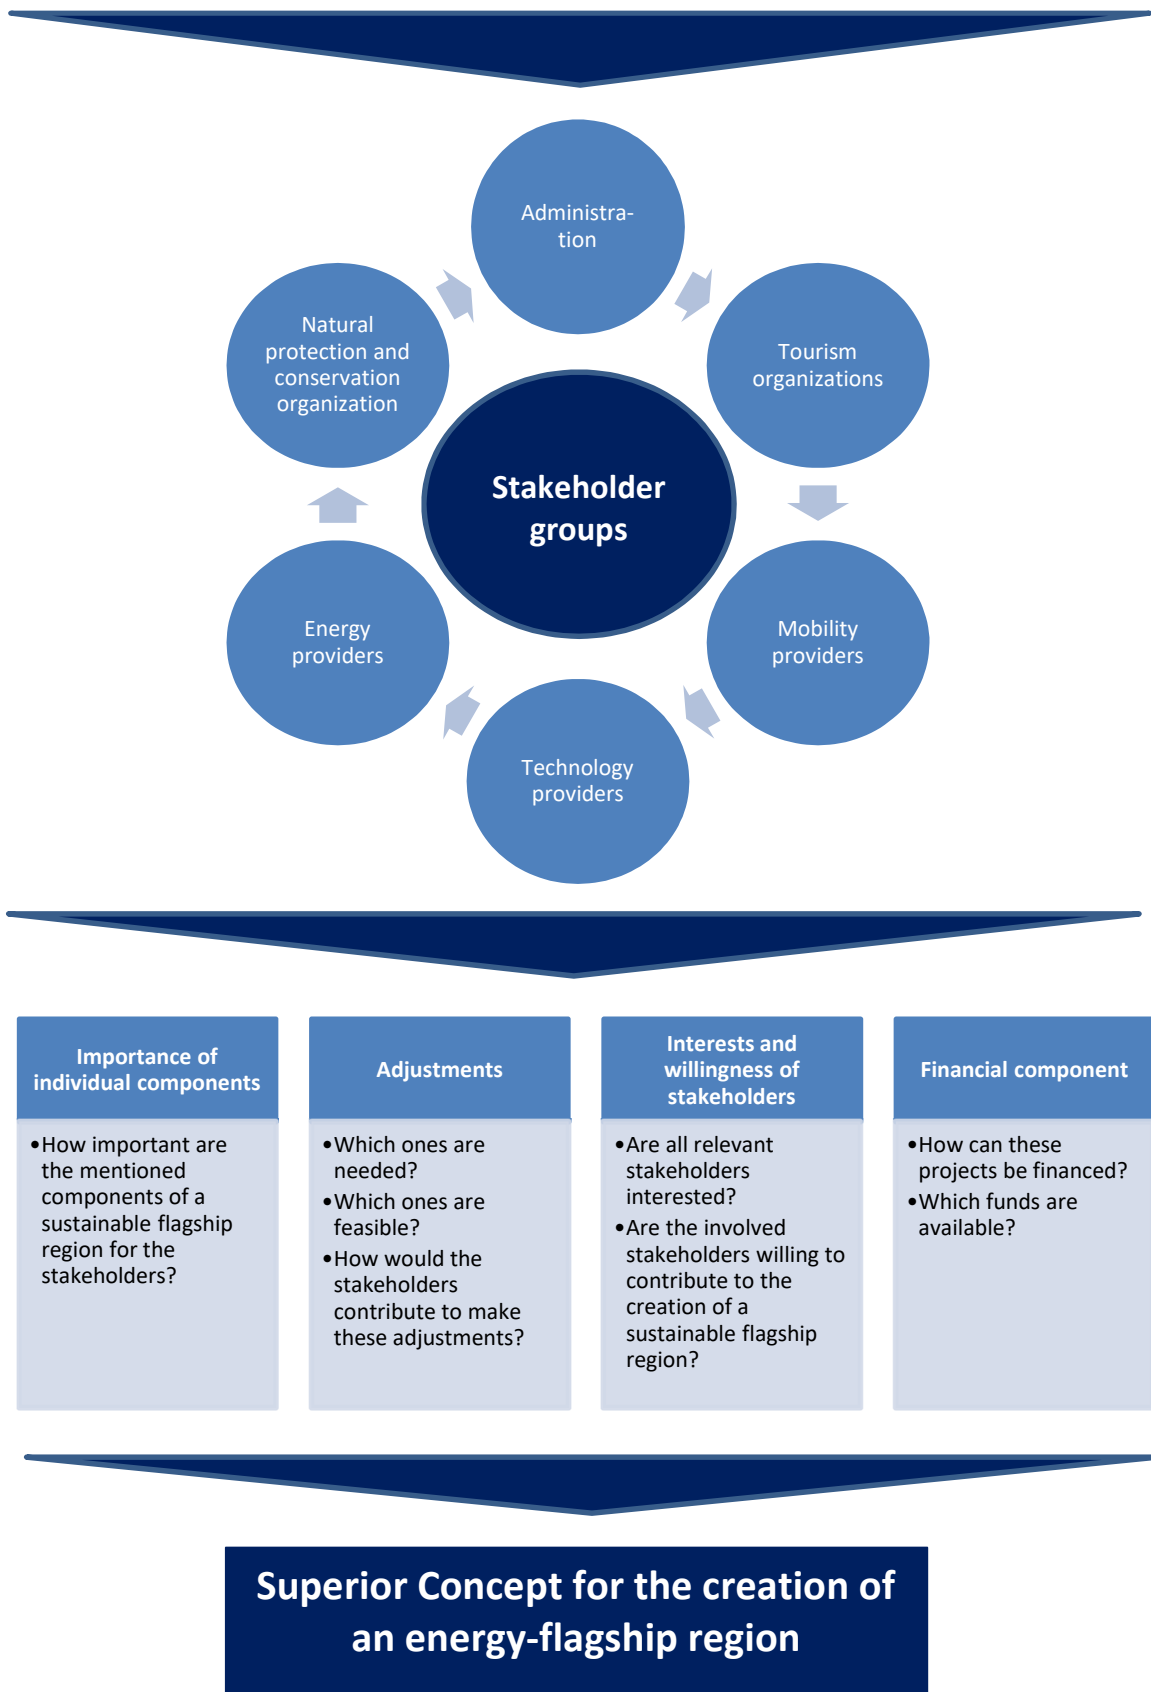 Administra-
tion
Tourism
organizations
Mobility
providers
Technology
providers
Energy
providers
Natural
protection and
conservation
organization
Stakeholder
groups
Importance of
individual components
•How important are
the mentioned
components of a
sustainable flagship
region for the
stakeholders?
Adjustments
•Which ones are
needed?
•Which ones are
feasible?
•How would the
stakeholders
contribute to make
these adjustments?
Interests and
willingness of
stakeholders
•Are all relevant
stakeholders
interested?
•Are the involved
stakeholders willing to
contribute to the
creation of a
sustainable flagship
region?
Financial component
•How can these
projects be financed?
•Which funds are
available?
Superior Concept for the creation of
an energy-flagship region